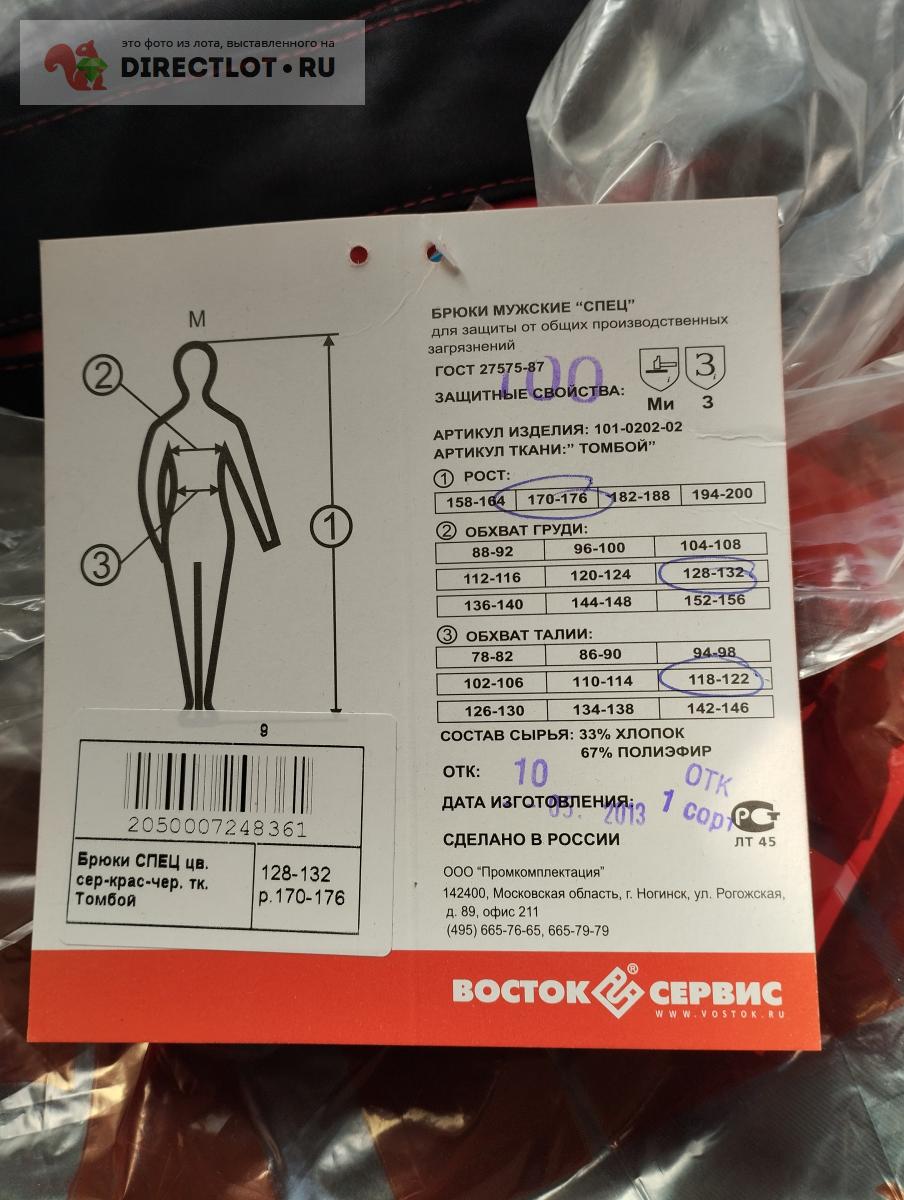 это фото из лота, выставленного на
DIRECTLOT•RU
М
2
1
3
9
2050007248361
Брюки СПЕЦ цв.
сер-крас-чер. тк.
Томбой
128-132
р.170-176
БРЮКИ МУЖСКИЕ “СПЕЦ”
для защиты от общих производственных
загрязнений
ГОСТ 27575-87
100
ЗАЩИТНЫЕ СВОЙСТВА:
З
Ми З
АРТИКУЛ ИЗДЕЛИЯ: 101-0202-02
АРТИКУЛ ТКАНИ:” ТОМБОЙ”
1 РОСТ:
158-164 170-176 182-188 194-200
2 ОБХВАТ ГРУДИ:
88-92 96-100 104-108
112-116 120-124 128-132
136-140 144-148 152-156
3 ОБХВАТ ТАЛИИ:
78-82 86-90 94-98
102-106 110-114 118-122
126-130 134-138 142-146
СОСТАВ СЫРЬЯ: 33% ХЛОПОК
67% ПОЛИЭФИР
ОТК: 10
ОТК
1 сорт
ДАТА ИЗГОТОВЛЕНИЯ: 2013
РСТ
ЛТ 45
СДЕЛАНО В РОССИИ
ООО “Промкомплектация”
142400, Московская область, г. Ногинск, ул. Рогожская,
д. 89, офис 211
(495) 665-76-65, 665-79-79
ВОСТОК ® СЕРВИС
WWW.VOSTOK.RU